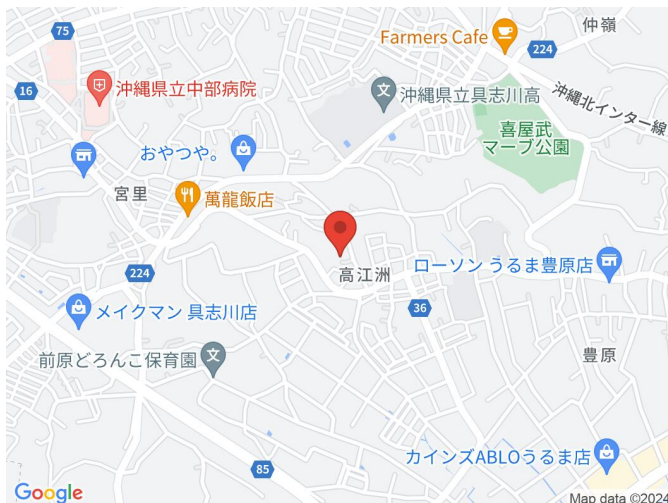 75
Farmers Cafe
224
仲嶺
16
沖縄県立中部病院
沖縄県立具志川高
沖縄北インター線
喜屋武
マーブ公園
おやつや。
宮里
萬龍飯店
高江洲
ローソン うるま豊原店
224
36
メイクマン 具志川店
前原どろんこ保育園
豊原
カインズABLOうるま店
85
Google
Map data ©2024